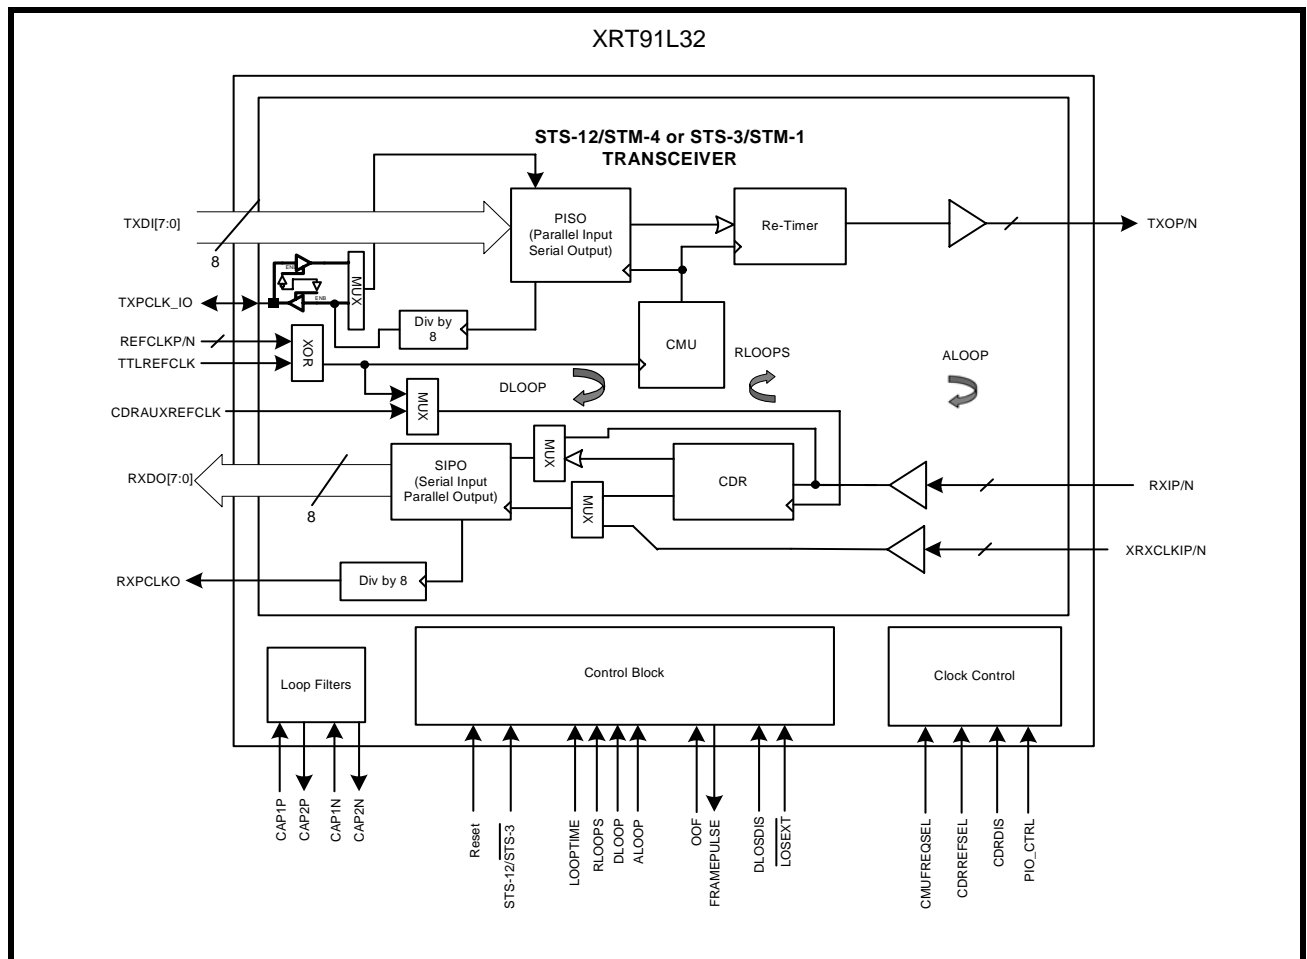 XRT91L32
STS-12/STM-4 or STS-3/STM-1
TRANSCEIVER
TXDI[7:0]
8
PISO
(Parallel Input
Serial Output)
Re-Timer
TXOP/N
ENB
ENB
MUX
TXPCLK_IO
Div by
8
CMU
REFCLKP/N
TTLREFCLK
XOR
DLOOP
RLOOPS
ALOOP
CDRAUXREFCLK
MUX
RXDO[7:0]
8
SIPO
(Serial Input
Parallel Output)
MUX
MUX
CDR
RXIP/N
XRXCLKIP/N
RXPCLKO
Div by 8
Loop Filters
Control Block
Clock Control
CAP1P
CAP2P
CAP1N
CAP2N
Reset
STS-12/STS-3
LOOPTIME
RLOOPS
DLOOP
ALOOP
OOF
FRAMEPULSE
DLOSDIS
LOSEXT
CMUFREQSEL
CDRREFSEL
CDRDIS
PIO_CTRL